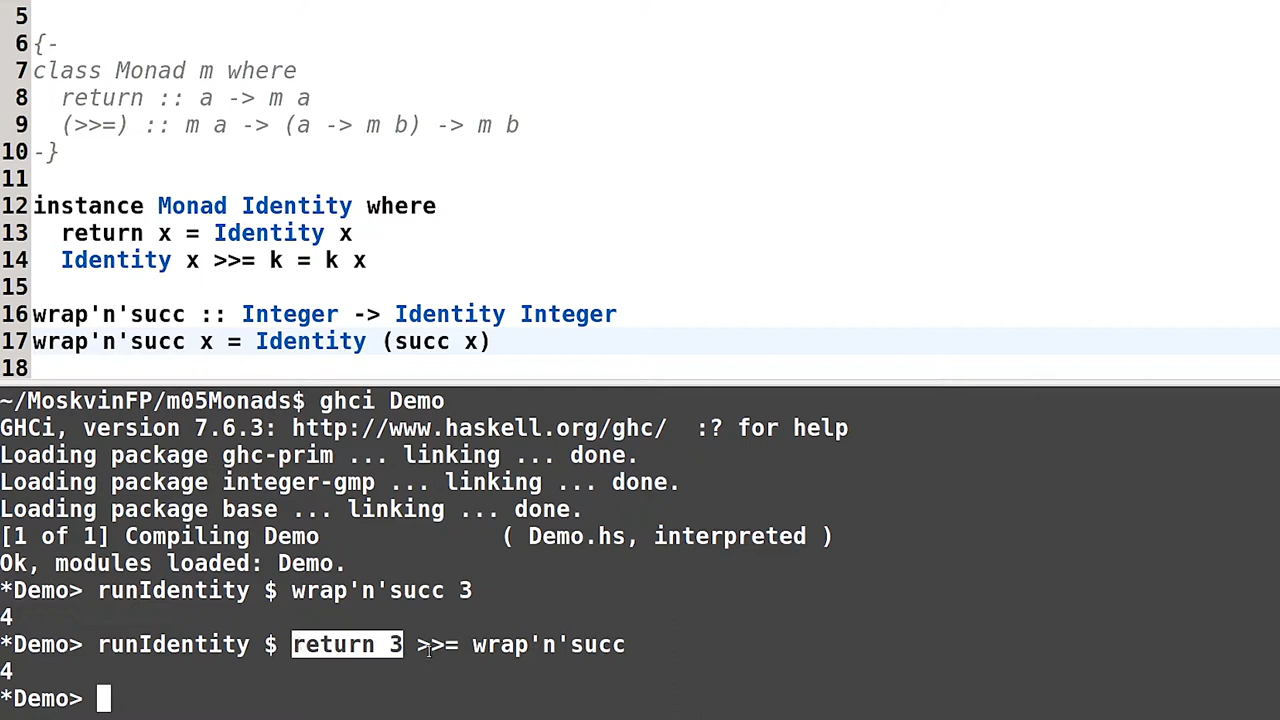 5
6 {-
7 class Monad m where
8   return :: a -> m a
9   (>>=) :: m a -> (a -> m b) -> m b
10 -}
11
12 instance Monad Identity where
13   return x = Identity x
14   Identity x >>= k = k x
15
16 wrap'n'succ :: Integer -> Identity Integer
17 wrap'n'succ x = Identity (succ x)
18
~/MoskvinFP/m05Monads$ ghci Demo
GHCi, version 7.6.3: http://www.haskell.org/ghc/  :? for help
Loading package ghc-prim ... linking ... done.
Loading package integer-gmp ... linking ... done.
Loading package base ... linking ... done.
[1 of 1] Compiling Demo             ( Demo.hs, interpreted )
Ok, modules loaded: Demo.
*Demo> runIdentity $ wrap'n'succ 3
4
*Demo> runIdentity $ return 3 >>= wrap'n'succ
4
*Demo>